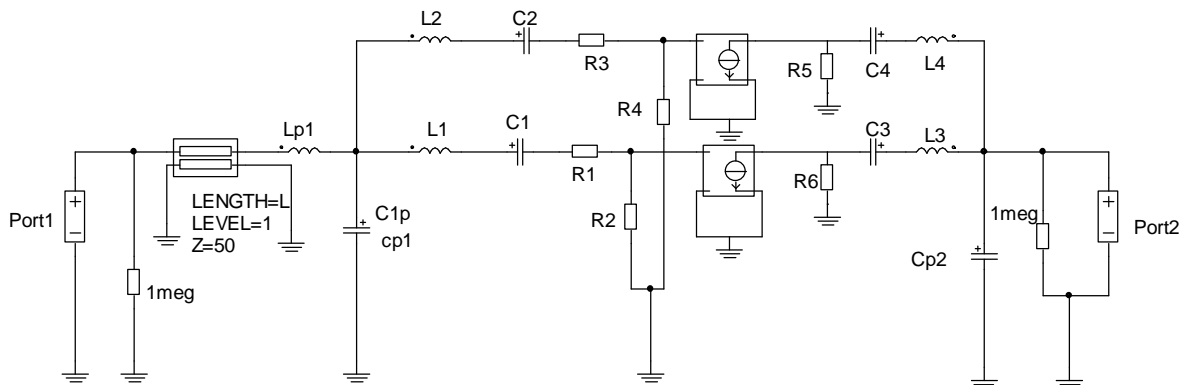 L2
C2
R3
R4
R5
C4
L4
Lp1
L1
C1
R1
R2
R6
C3
L3
Port1
LENGTH=L
LEVEL=1
Z=50
1meg
C1p
cp1
Cp2
1meg
Port2